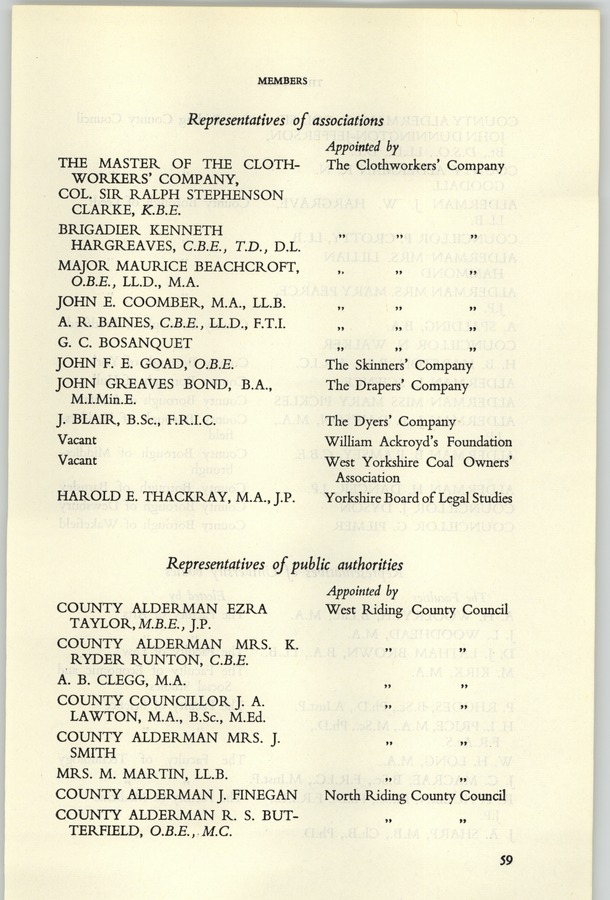 MEMBERS
Representatives of associations
Appointed by
THE MASTER OF THE CLOTH- The Clothworkers' Company
WORKERS' COMPANY,
COL. SIR RALPH STEPHENSON
CLARKE, K.B.E.
BRIGADIER KENNETH
HARGREAVES, C.B.E., T.D., D.L. ,, ,, ,,
MAJOR MAURICE BEACHCROFT, ,, ,, ,,
O.B.E., LL.D., M.A.
JOHN E. COOMBER, M.A., LL.B. ,, ,, ,,
A. R. BAINES, C.B.E., LL.D., F.T.I. ,, ,, ,,
G. C. BOSANQUET ,, ,, ,,
JOHN F. E. GOAD, O.B.E. The Skinners' Company
JOHN GREAVES BOND, B.A., The Drapers' Company
M.I.Min.E.
J. BLAIR, B.Sc., F.R.I.C. The Dyers' Company
Vacant William Ackroyd's Foundation
Vacant West Yorkshire Coal Owners'
Association
HAROLD E. THACKRAY, M.A., J.P. Yorkshire Board of Legal Studies
Representatives of public authorities
Appointed by
COUNTY ALDERMAN EZRA West Riding County Council
TAYLOR, M.B.E., J.P.
COUNTY ALDERMAN MRS. K. ,, ,,
RYDER RUNTON, C.B.E.
A. B. CLEGG, M.A. ,, ,,
COUNTY COUNCILLOR J. A. ,, ,,
LAWTON, M.A., B.Sc., M.Ed.
COUNTY ALDERMAN MRS. J. ,, ,,
SMITH
MRS. M. MARTIN, LL.B. ,, ,,
COUNTY ALDERMAN J. FINEGAN North Riding County Council
COUNTY ALDERMAN R. S. BUT- ,, ,,
TERFIELD, O.B.E., M.C.
59